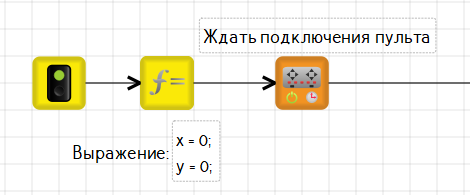 Ждать подключения пульта
f=
Выражение:
x = 0;
y = 0;